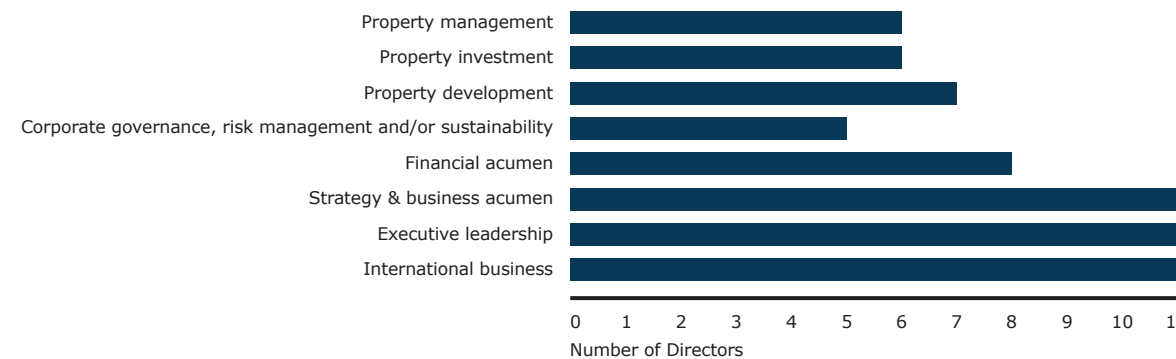 Property management
Property investment
Property development
Corporate governance, risk management and/or sustainability
Financial acumen
Strategy & business acumen
Executive leadership
International business
0 1 2 3 4 5 6 7 8 9 10
Number of Directors